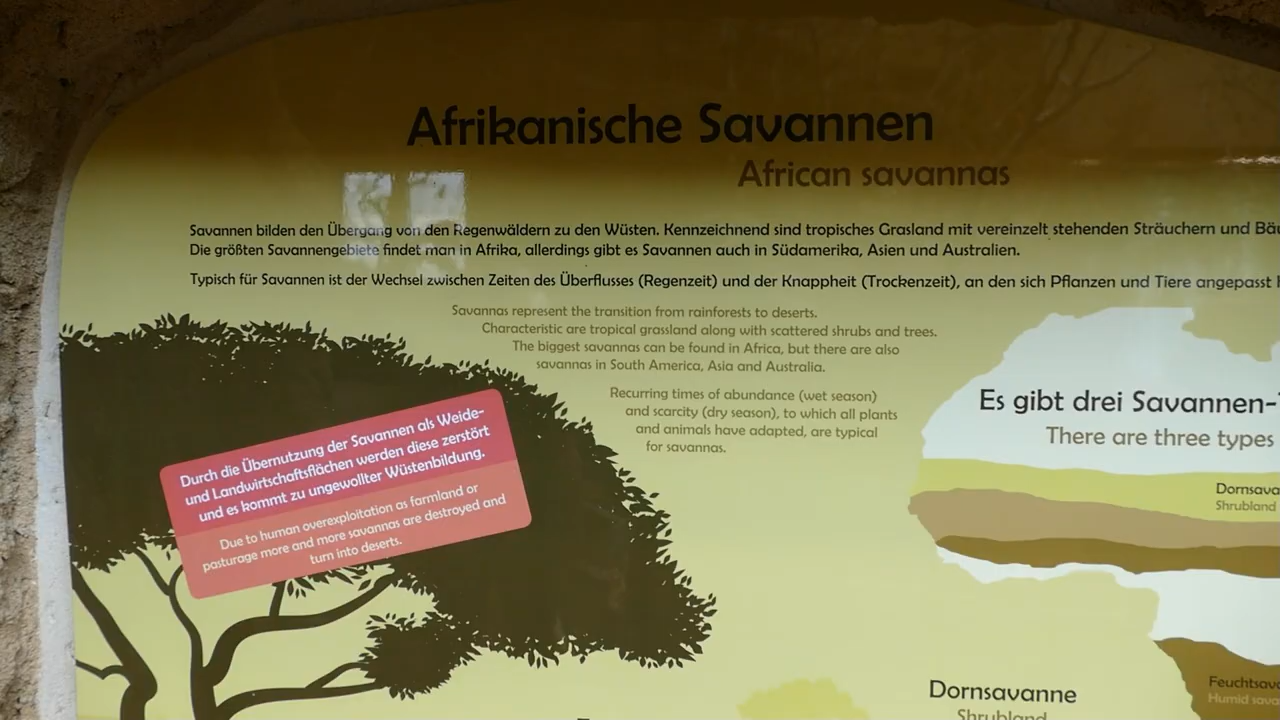 Afrikanische Savannen
African savannas
Savannen bilden den Übergang von den Regenwäldern zu den Wüsten. Kennzeichnend sind tropisches Grasland mit vereinzelt stehenden Sträuchern und
Die größten Savannengebiete findet man in Afrika, allerdings gibt es Savannen auch in Südamerika, Asien und Australien.
Typisch für Savannen ist der Wechsel zwischen Zeiten des Überflusses (Regenzeit) und der Knappheit (Trockenzeit), an den sich Pflanzen und Tiere angepasst
Savannas represent the transition from rainforests to deserts.
Characteristic are tropical grassland along with scattered shrubs and trees.
The biggest savannas can be found in Africa, but there are also
savannas in South America, Asia and Australia.
Recurring times of abundance (wet season)
and scarcity (dry season), to which all plants
and animals have adapted, are typical
for savannas.
Durch die Übernutzung der Savannen als Weide-
und Landwirtschaftsflächen werden diese zerstört
und es kommt zu ungewollter Wüstenbildung.
Due to human overexploitation as farmland or
pasturage more and more savannas are destroyed and
turn into deserts.
Es gibt drei Savannen-
There are three types
Dornsava
Shrubland
Dornsavanne
Shrubland
Feuchtsav
Humid sava